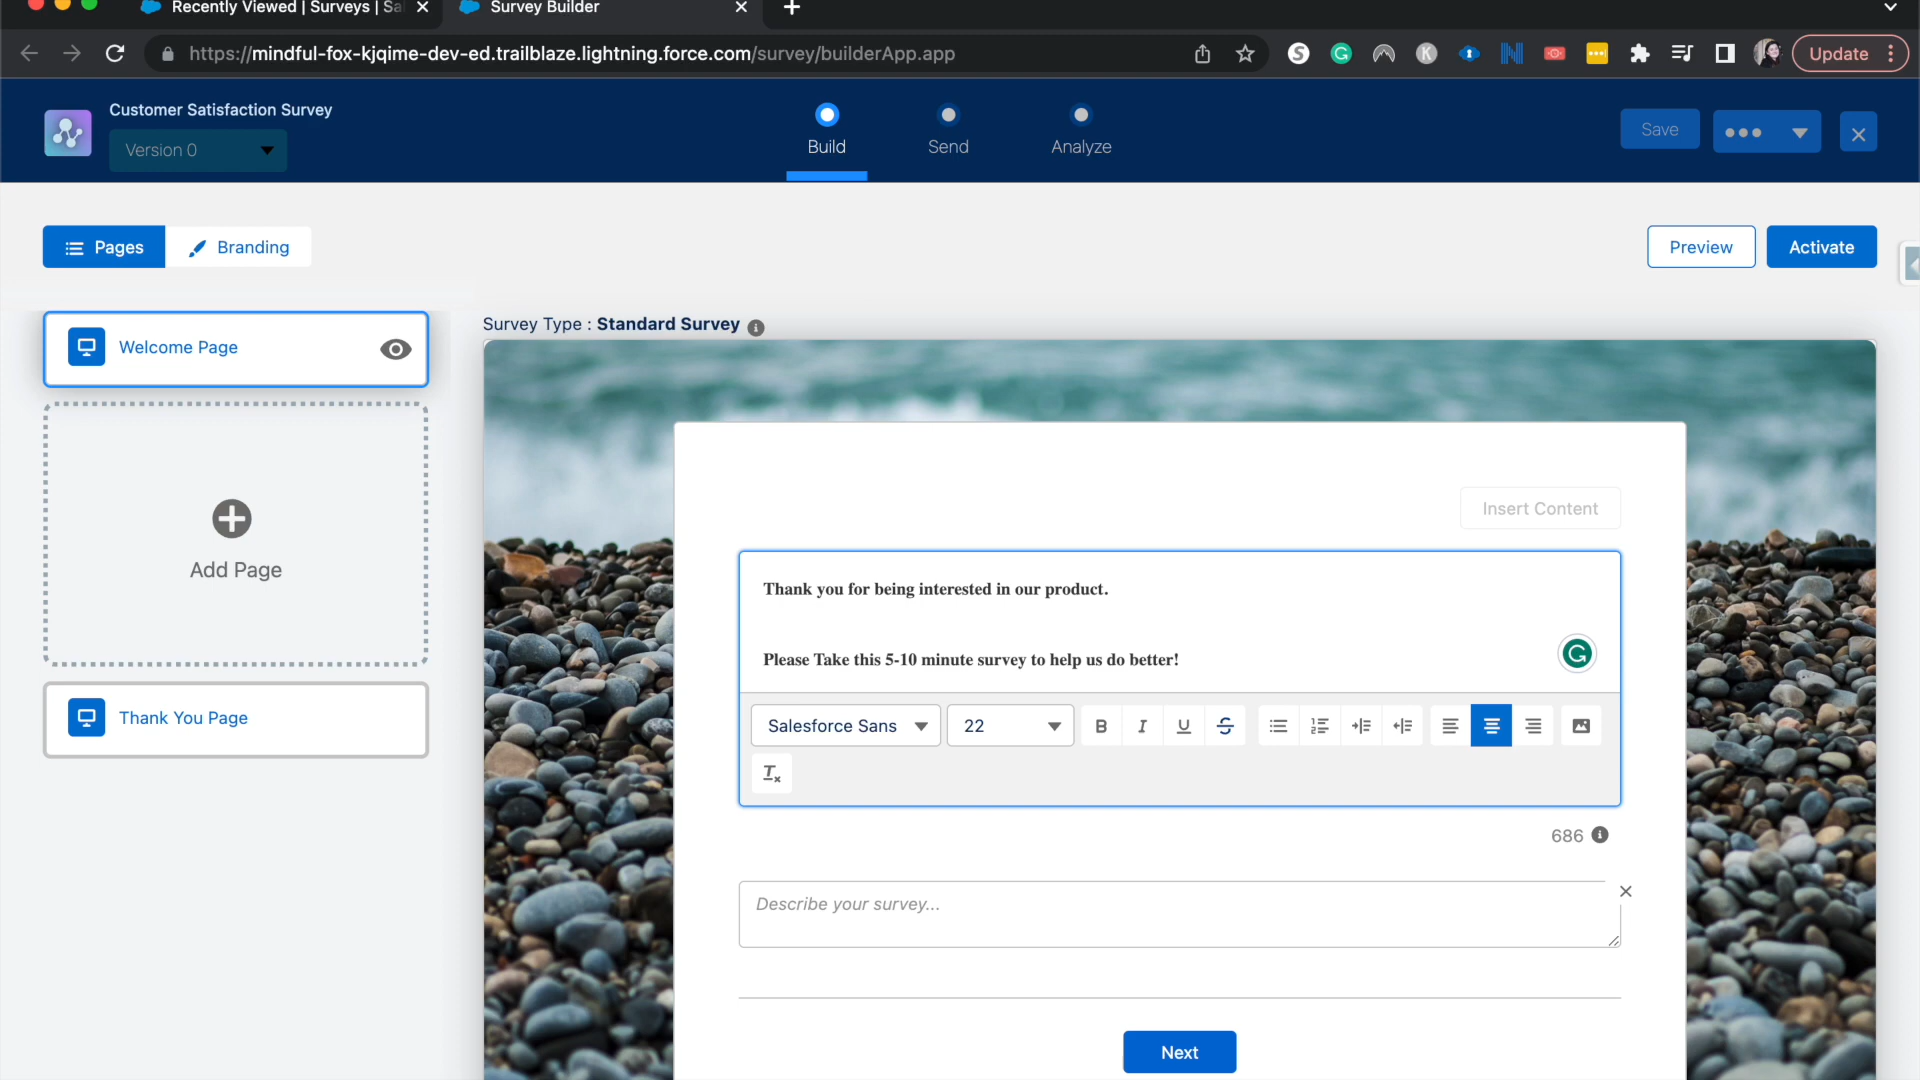 Recently Viewed | Surveys | Sa
Survey Builder
https://mindful-fox-kjqime-dev-ed.trailblaze.lightning.force.com/survey/builderApp.app
Update
Customer Satisfaction Survey
Version 0
Build
Send
Analyze
Save
Pages
Branding
Preview
Activate
Welcome Page
Survey Type : Standard Survey
Add Page
Thank You Page
Insert Content
Thank you for being interested in our product.
Please Take this 5-10 minute survey to help us do better!
Salesforce Sans
22
686
Describe your survey...
Next